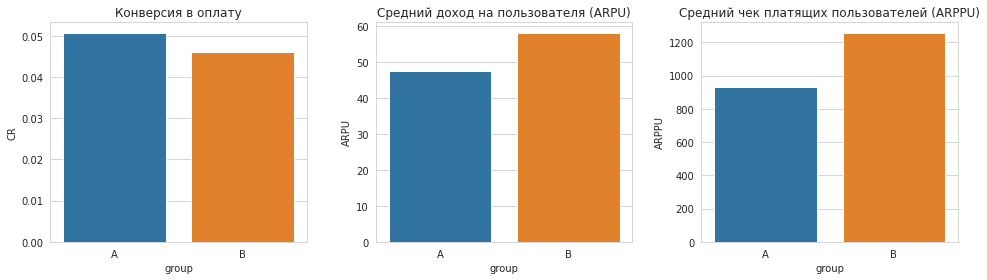 Конверсия в оплату
0.05
0.04
0.03
0.02
0.01
0.00
CR
A
B
group
Средний доход на пользователя (ARPU)
60
50
40
30
20
10
0
ARPU
A
B
group
Средний чек платящих пользователей (ARPPU)
1200
1000
800
600
400
200
0
ARPPU
A
B
group